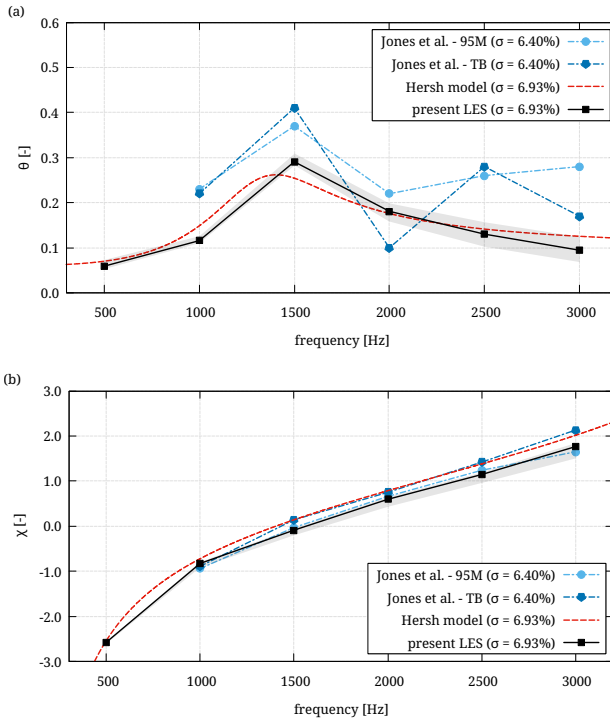 (a)
0.6
0.5
0.4
0.3
0.2
0.1
0.0
θ [-]
Jones et al. - 95M (σ = 6.40%)
Jones et al. - TB (σ = 6.40%)
Hersh model (σ = 6.93%)
present LES (σ = 6.93%)
500 1000 1500 2000 2500 3000
frequency [Hz]
(b)
3.0
2.0
1.0
0.0
-1.0
-2.0
-3.0
χ [-]
Jones et al. - 95M (σ = 6.40%)
Jones et al. - TB (σ = 6.40%)
Hersh model (σ = 6.93%)
present LES (σ = 6.93%)
500 1000 1500 2000 2500 3000
frequency [Hz]